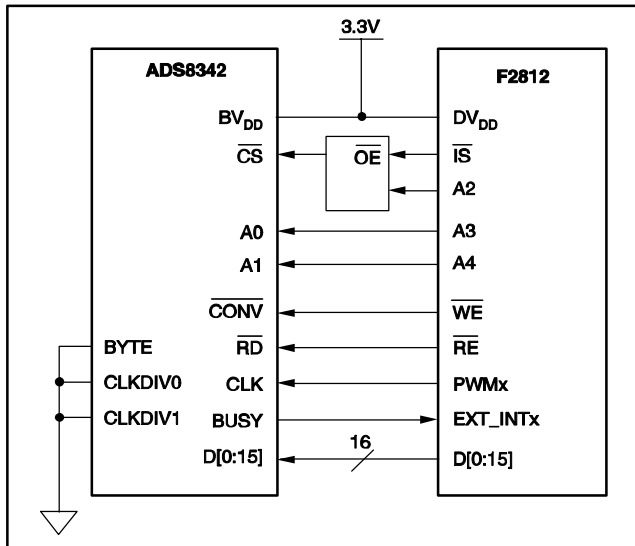 3.3V
ADS8342
F2812
BVDD
DVDD
CS
OE
IS
A2
A0
A3
A1
A4
CONV
WE
BYTE
RD
RE
CLKDIV0
CLK
PWMx
CLKDIV1
BUSY
EXT_INTx
16
D[0:15]
D[0:15]